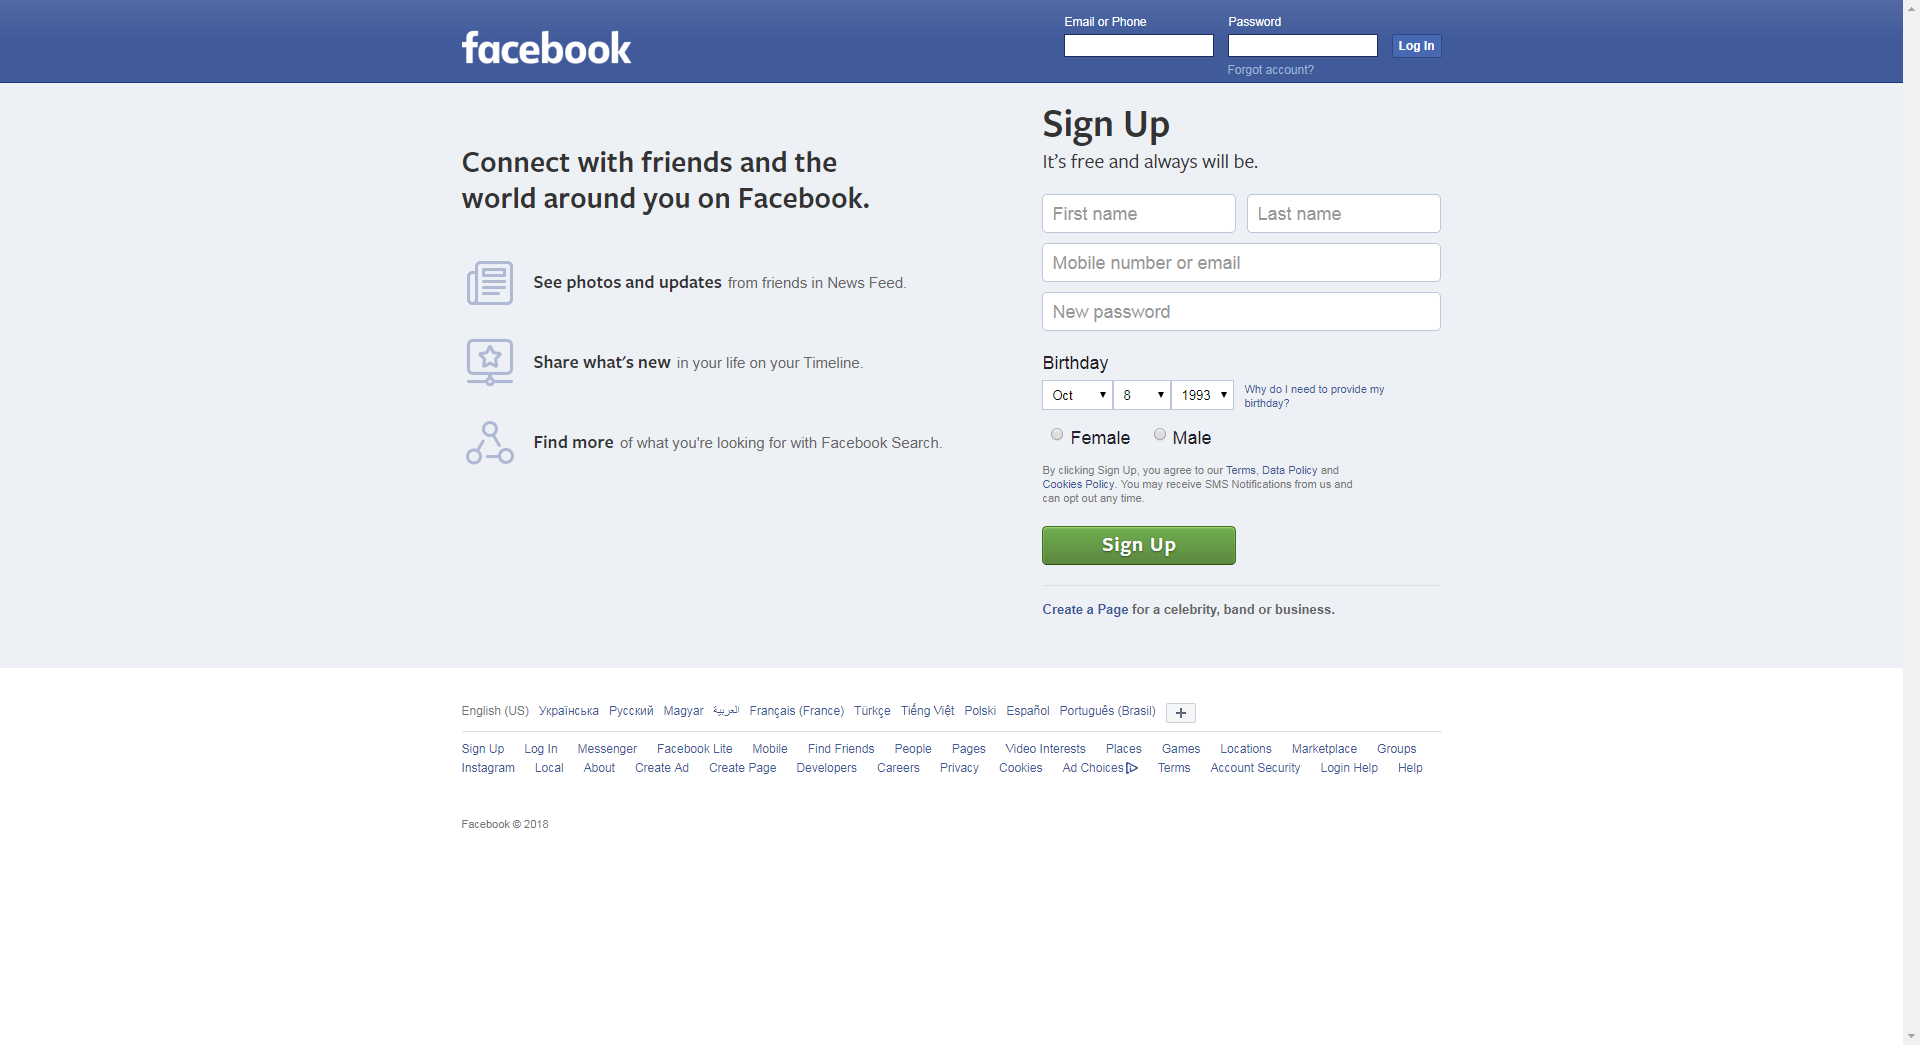 facebook
Email or Phone
Password
Log In
Forgot account?
Connect with friends and the
world around you on Facebook.
See photos and updates from friends in News Feed.
Share what's new in your life on your Timeline.
Find more of what you're looking for with Facebook Search.
Sign Up
It's free and always will be.
First name
Last name
Mobile number or email
New password
Birthday
Oct 8 1993
Why do I need to provide my
birthday?
Female Male
By clicking Sign Up, you agree to our Terms, Data Policy and
Cookies Policy. You may receive SMS Notifications from us and
can opt out any time.
Sign Up
Create a Page for a celebrity, band or business.
English (US) Українська Русский Magyar العربية Français (France) Türkçe Tiếng Việt Polski Español Português (Brasil)
Sign Up Log In Messenger Facebook Lite Mobile Find Friends People Pages Video Interests Places Games Locations Marketplace Groups
Instagram Local About Create Ad Create Page Developers Careers Privacy Cookies Ad Choices Terms Account Security Login Help Help
Facebook © 2018